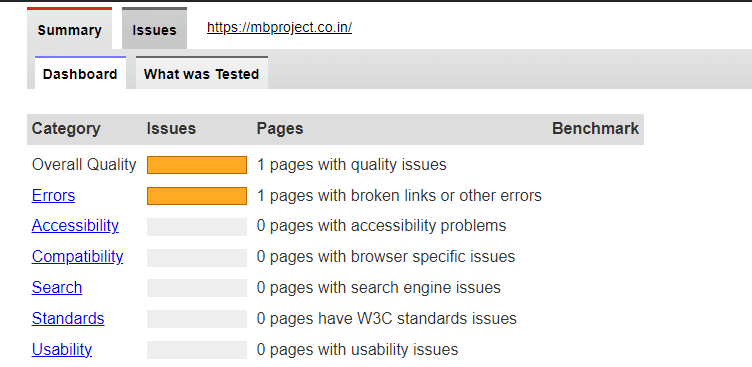 Summary Issues https://mbproject.co.in/
Dashboard What was Tested
Category Issues Pages Benchmark
Overall Quality 1 pages with quality issues
Errors 1 pages with broken links or other errors
Accessibility 0 pages with accessibility problems
Compatibility 0 pages with browser specific issues
Search 0 pages with search engine issues
Standards 0 pages have W3C standards issues
Usability 0 pages with usability issues